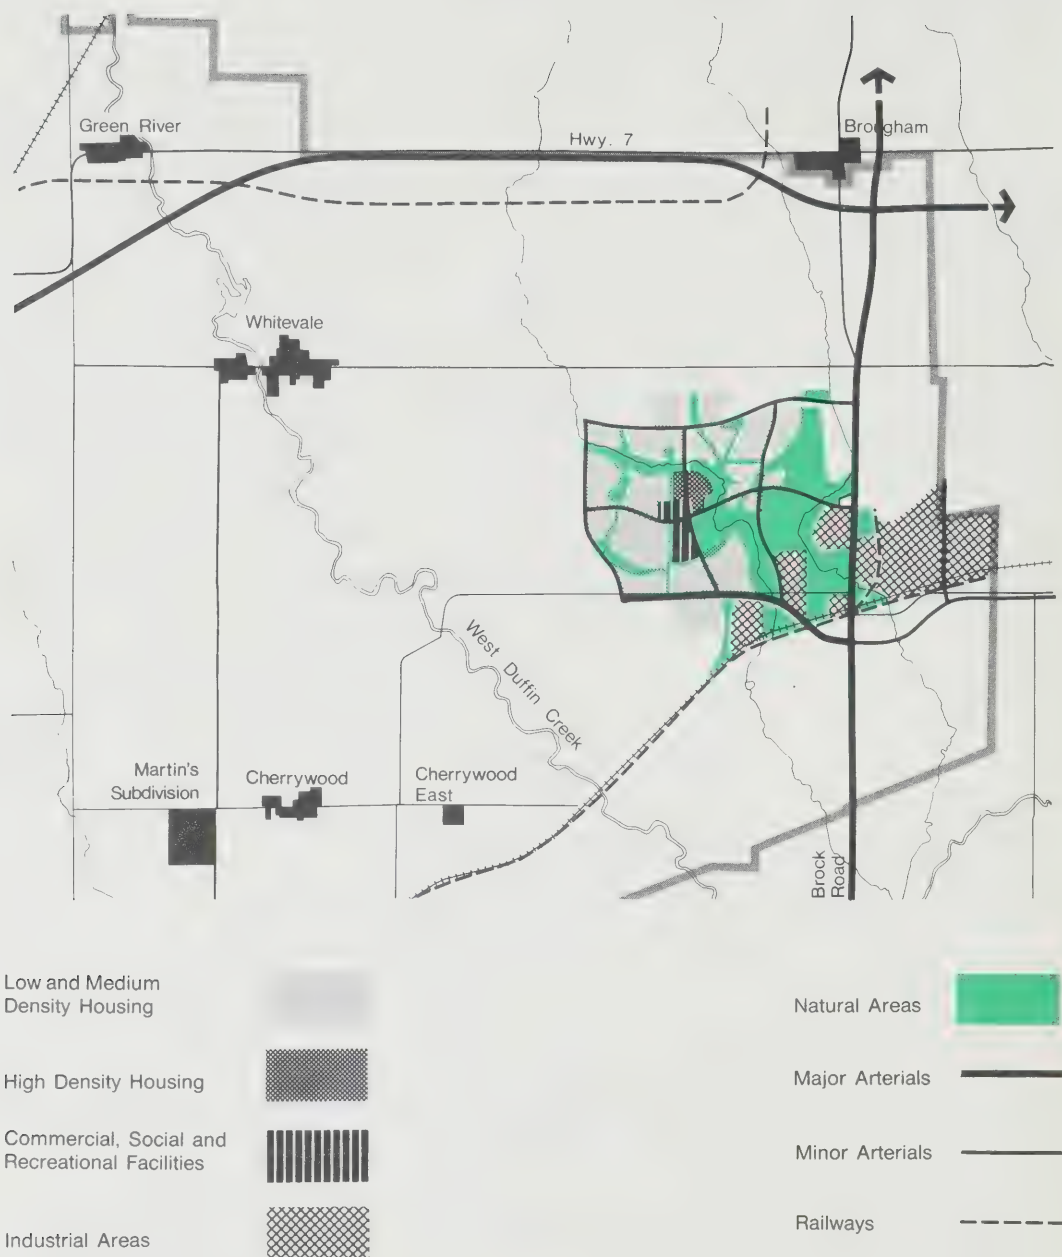 Green River
Hwy. 7
Brougham
Whitevale
West Duffin Creek
Martin's
Subdivision
Cherrywood
Cherrywood
East
Brock
Road
Low and Medium
Density Housing
High Density Housing
Commercial, Social and
Recreational Facilities
Industrial Areas
Natural Areas
Major Arterials
Minor Arterials
Railways